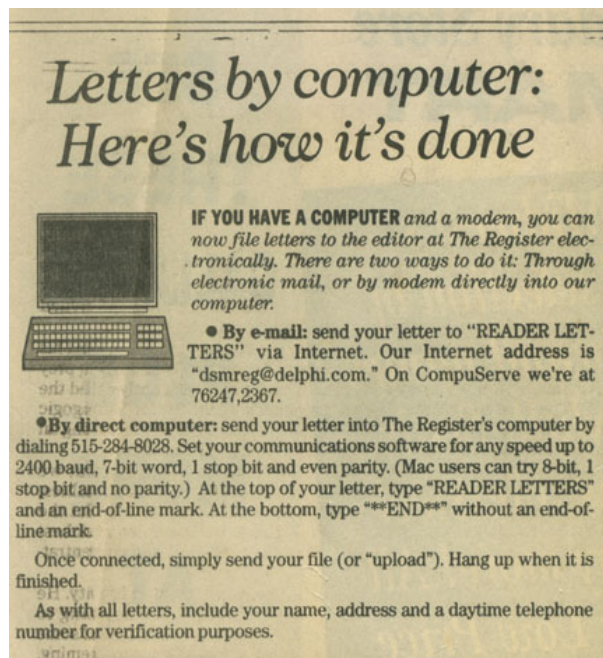 Letters by computer:
Here's how it's done
IF YOU HAVE A COMPUTER and a modem, you can
now file letters to the editor at The Register elec-
tronically. There are two ways to do it: Through
electronic mail, or by modem directly into our
computer.
● By e-mail: send your letter to "READER LET-
TERS" via Internet. Our Internet address is
"dsmreg@delphi.com." On CompuServe we're at
76247,2367.
●By direct computer: send your letter into The Register's computer by
dialing 515-284-8028. Set your communications software for any speed up to
2400 baud, 7-bit word, 1 stop bit and even parity. (Mac users can try 8-bit, 1
stop bit and no parity.) At the top of your letter, type "READER LETTERS"
and an end-of-line mark. At the bottom, type "**END**" without an end-of-
line mark.
Once connected, simply send your file (or "upload"). Hang up when it is
finished.
As with all letters, include your name, address and a daytime telephone
number for verification purposes.